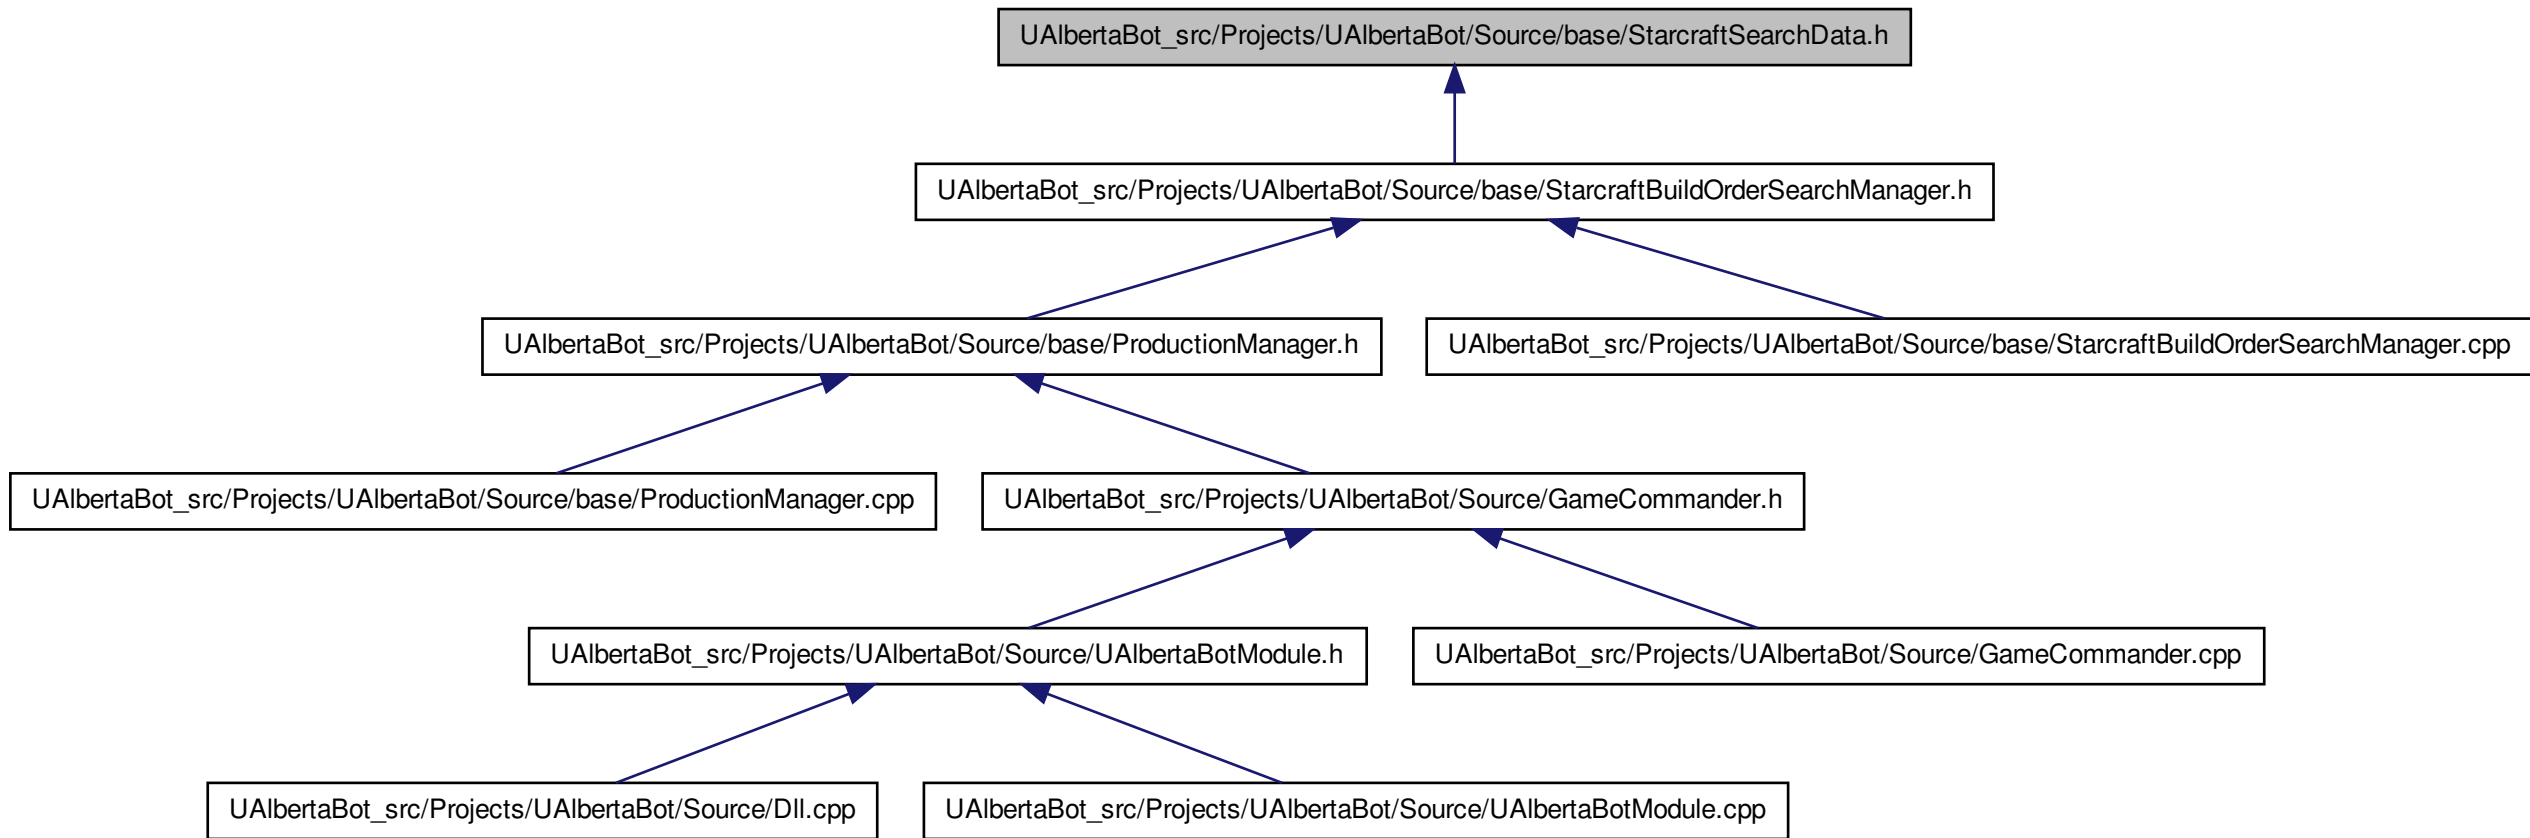 UAlbertaBot_src/Projects/UAlbertaBot/Source/base/StarcraftSearchData.h
UAlbertaBot_src/Projects/UAlbertaBot/Source/base/StarcraftBuildOrderSearchManager.h
UAlbertaBot_src/Projects/UAlbertaBot/Source/base/ProductionManager.h
UAlbertaBot_src/Projects/UAlbertaBot/Source/base/StarcraftBuildOrderSearchManager.cpp
UAlbertaBot_src/Projects/UAlbertaBot/Source/base/ProductionManager.cpp
UAlbertaBot_src/Projects/UAlbertaBot/Source/GameCommander.h
UAlbertaBot_src/Projects/UAlbertaBot/Source/UAlbertaBotModule.h
UAlbertaBot_src/Projects/UAlbertaBot/Source/GameCommander.cpp
UAlbertaBot_src/Projects/UAlbertaBot/Source/Dll.cpp
UAlbertaBot_src/Projects/UAlbertaBot/Source/UAlbertaBotModule.cpp